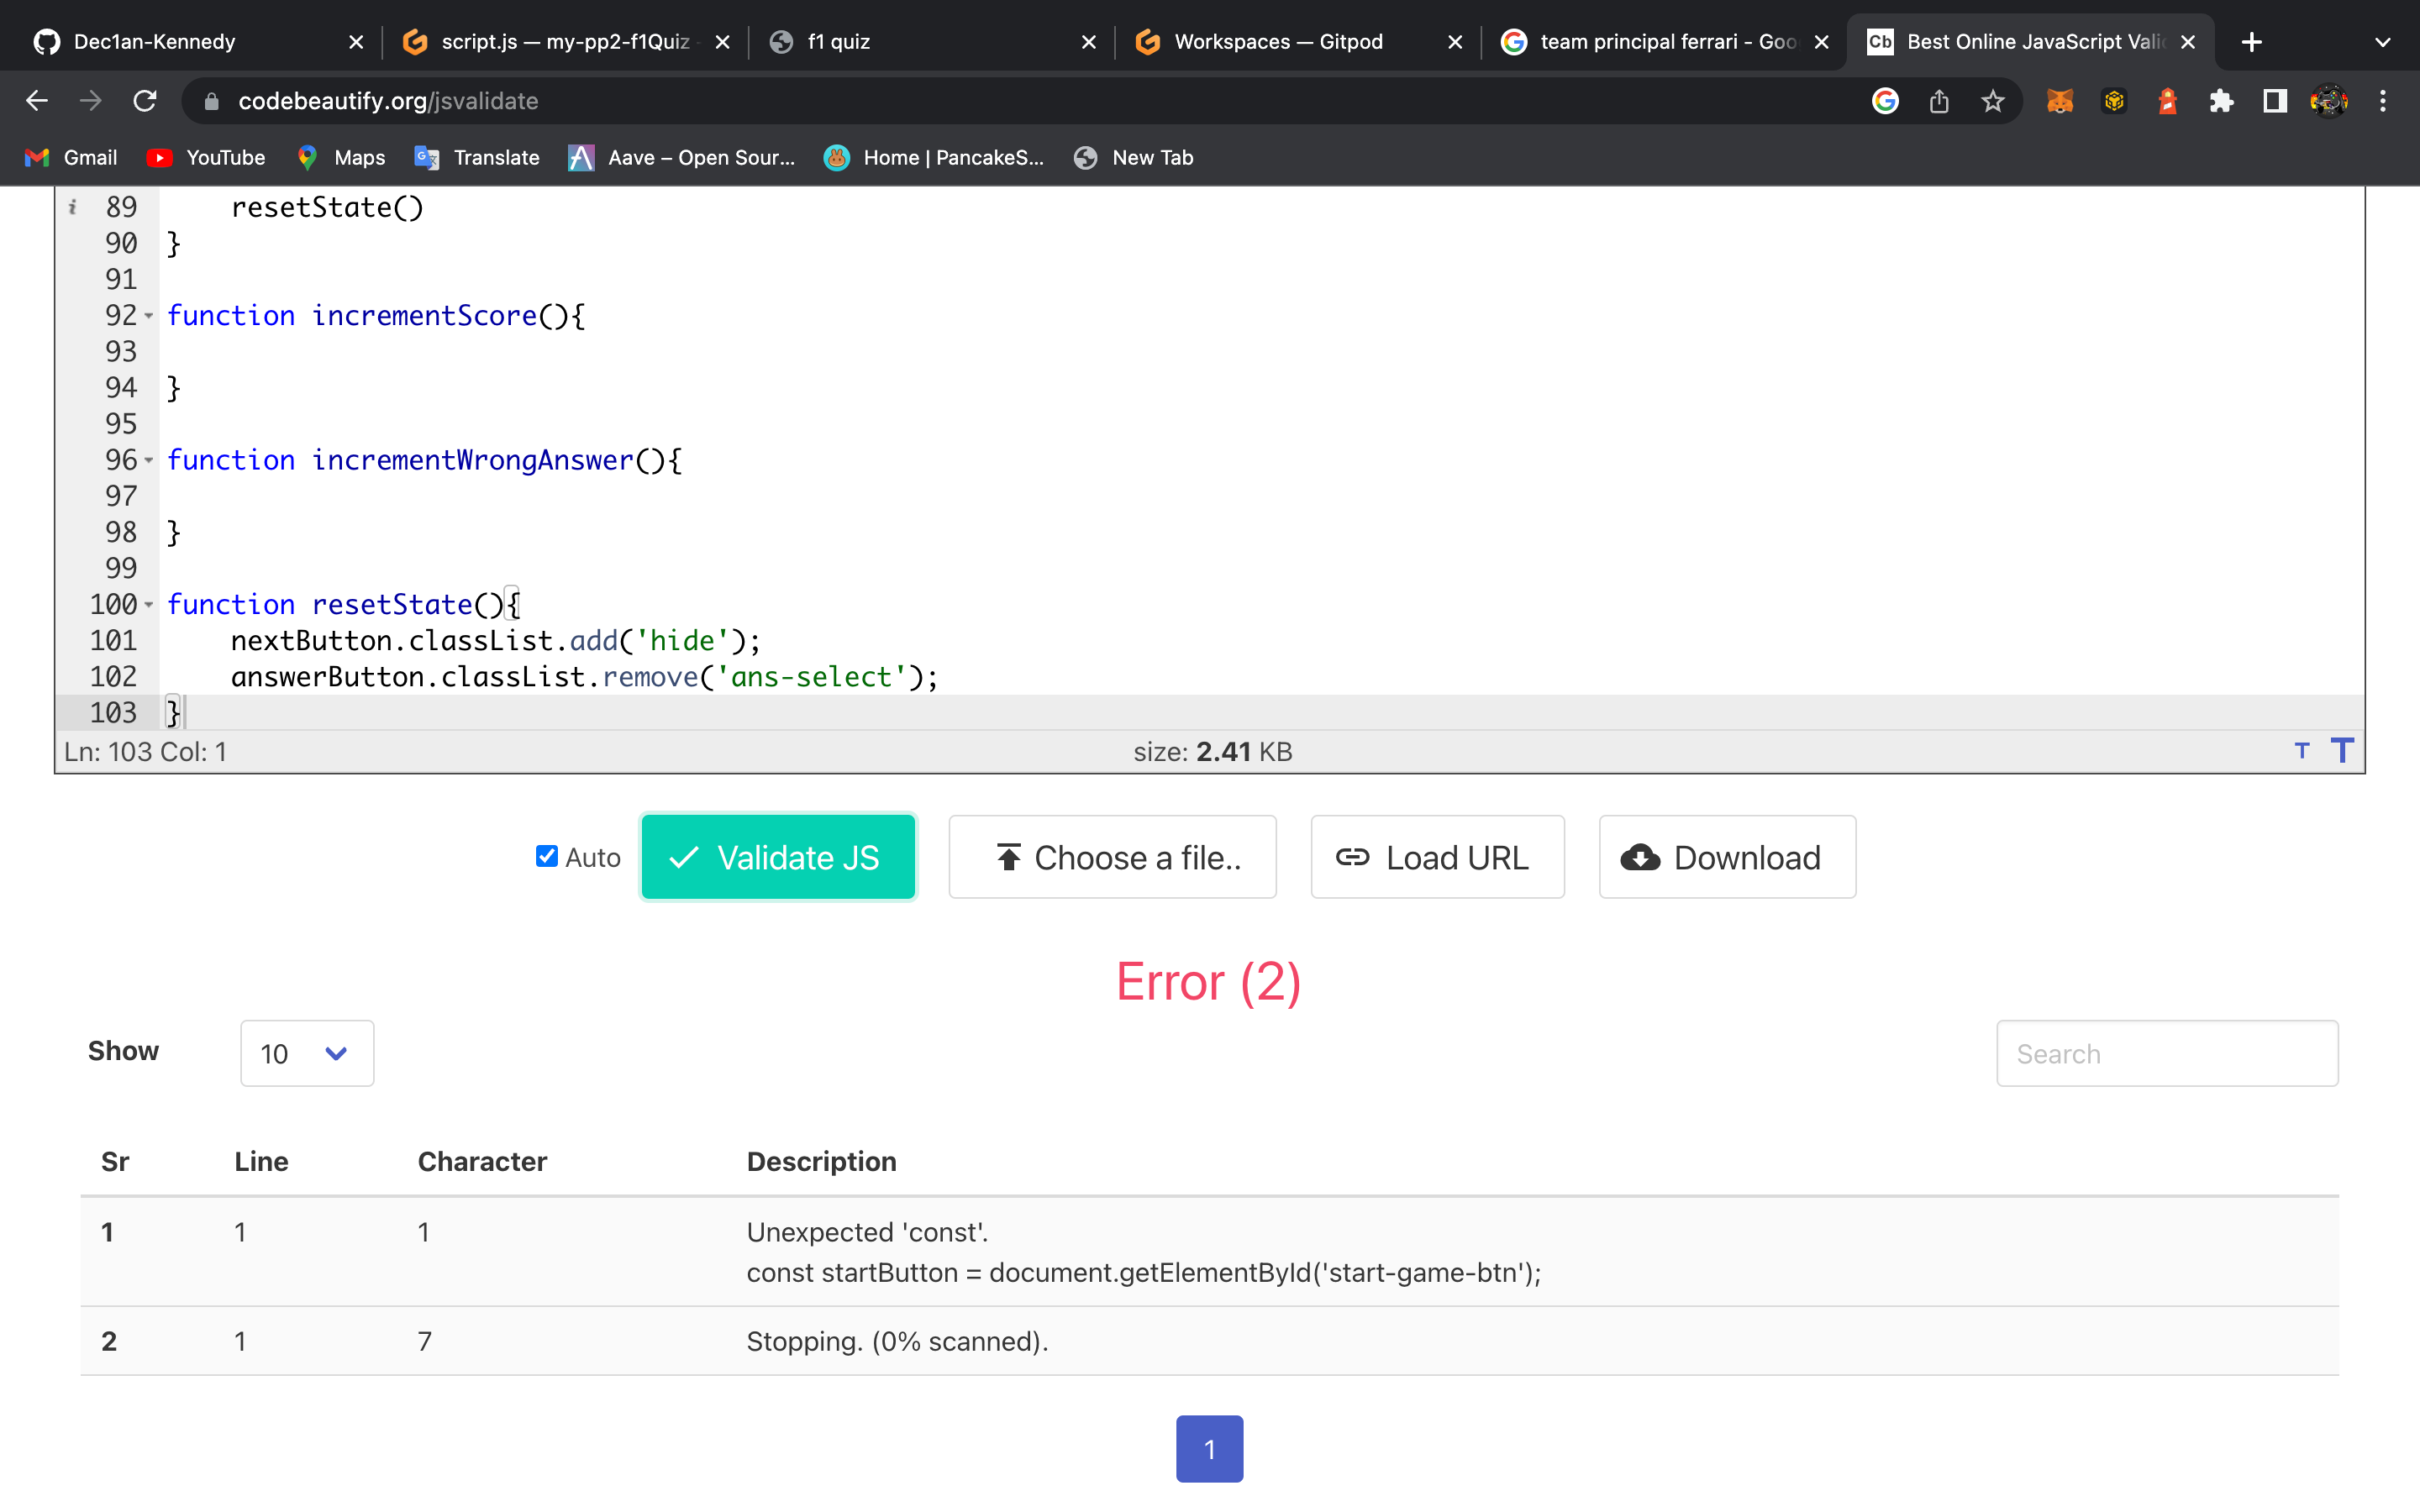 Dec1an-Kennedy
script.js — my-pp2-f1Quiz -
f1 quiz
Workspaces — Gitpod
team principal ferrari - Goo
Cb Best Online JavaScript Vali
codebeautify.org/jsvalidate
Gmail
YouTube
Maps
Translate
Aave – Open Sour...
Home | PancakeS...
New Tab
i 89     resetState()
90 }
91
92 function incrementScore(){
93
94 }
95
96 function incrementWrongAnswer(){
97
98 }
99
100 function resetState(){
101     nextButton.classList.add('hide');
102     answerButton.classList.remove('ans-select');
103 }
Ln: 103 Col: 1 size: 2.41 KB T T
Auto Validate JS Choose a file.. Load URL Download
Error (2)
Show 10 Search
Sr Line Character Description
1 1 1 Unexpected 'const'.
const startButton = document.getElementById('start-game-btn');
2 1 7 Stopping. (0% scanned).
1